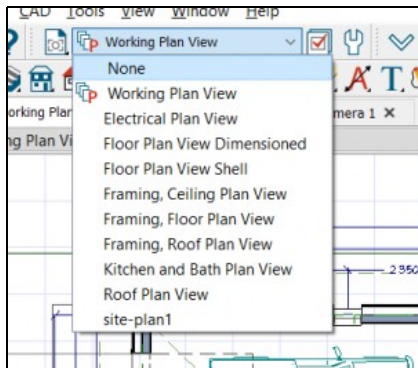 CAD Tools View Window Help
Working Plan View
None
Working Plan View
Electrical Plan View
Floor Plan View Dimensioned
Floor Plan View Shell
Framing, Ceiling Plan View
Framing, Floor Plan View
Framing, Roof Plan View
Kitchen and Bath Plan View
Roof Plan View
site-plan1
A T
orking Plan
mera 1
ng Plan Vi
2350